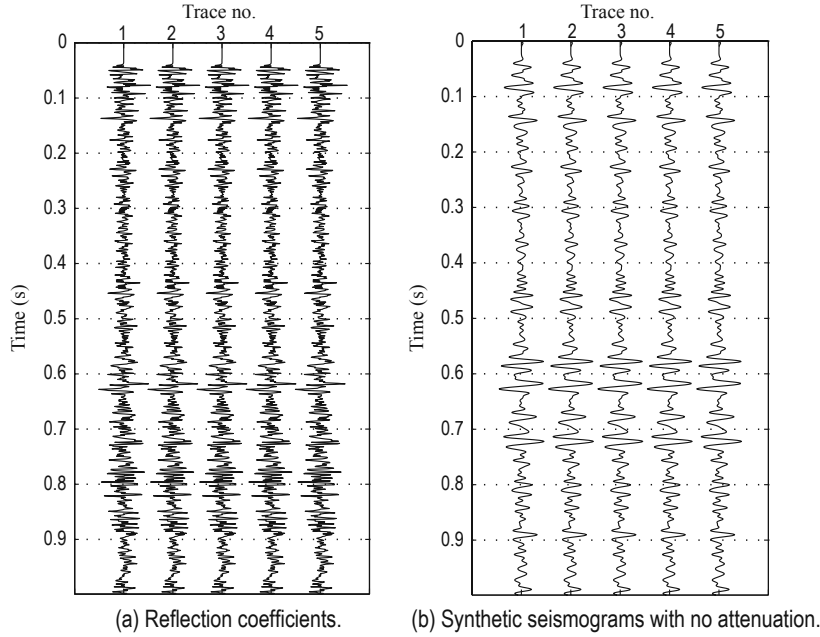 Trace no.
1 2 3 4 5
0
0.1
0.2
0.3
0.4
0.5
0.6
0.7
0.8
0.9
Time (s)
(a) Reflection coefficients.
Trace no.
1 2 3 4 5
0
0.1
0.2
0.3
0.4
0.5
0.6
0.7
0.8
0.9
Time (s)
(b) Synthetic seismograms with no attenuation.